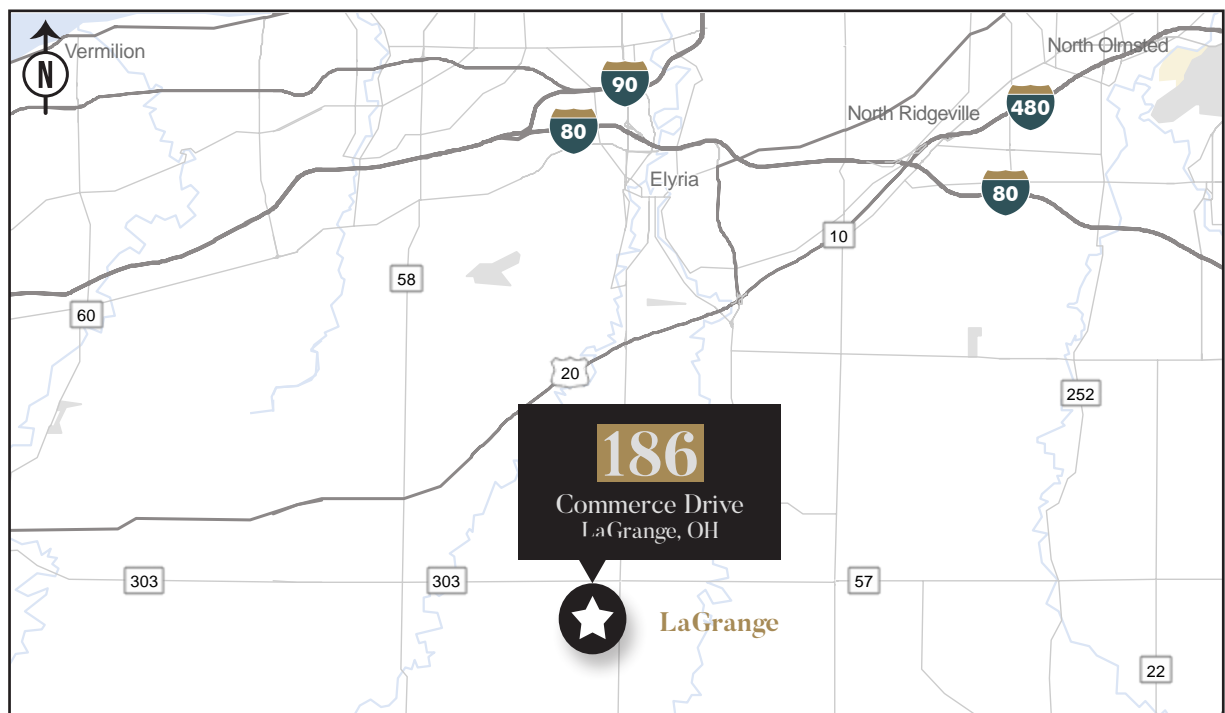 Vermilion
N
North Olmsted
90
480
North Ridgeville
80
Elyria
80
10
58
60
20
252
186
Commerce Drive
LaGrange, OH
303
303
57
LaGrange
22